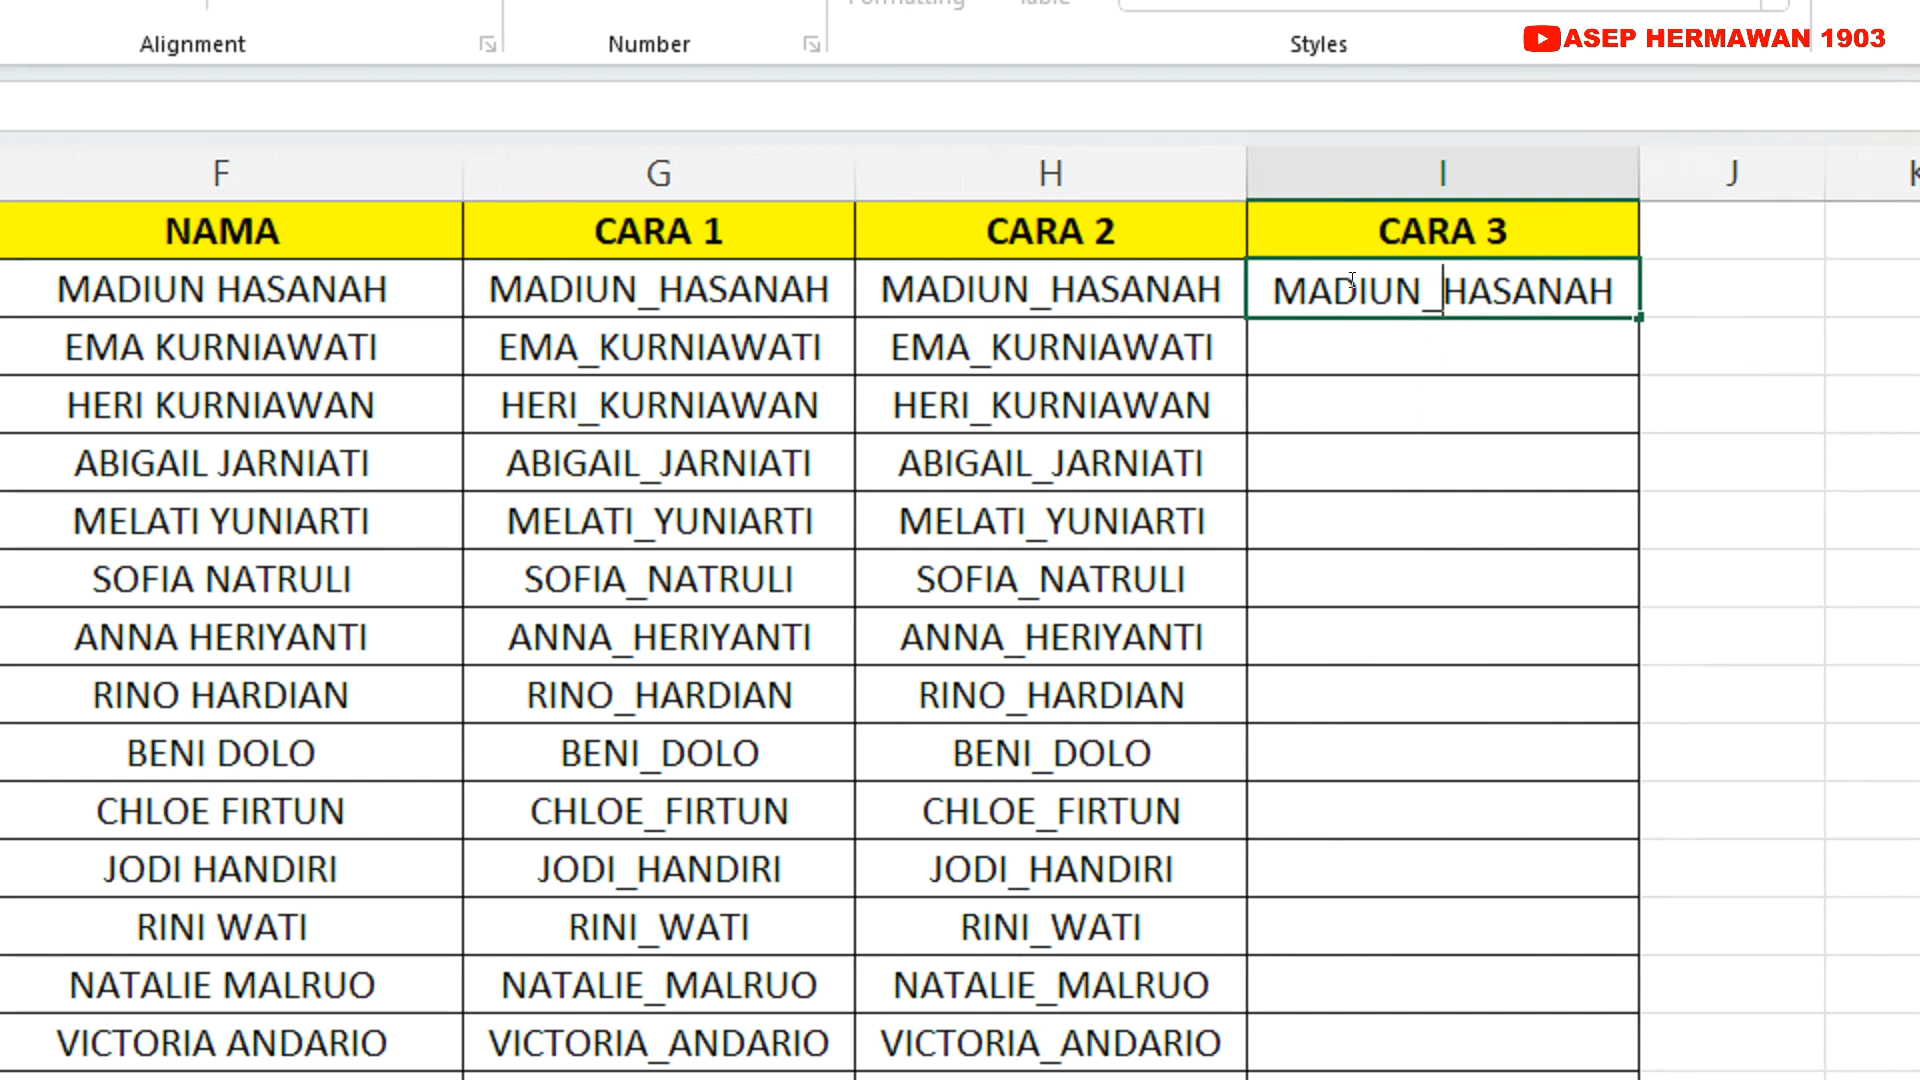 Formatting Table
Alignment Number Styles
ASEP HERMAWAN 1903
F G H I J K
NAMA CARA 1 CARA 2 CARA 3
MADIUN HASANAH MADIUN_HASANAH MADIUN_HASANAH MADIUN_HASANAH
EMA KURNIAWATI EMA_KURNIAWATI EMA_KURNIAWATI
HERI KURNIAWAN HERI_KURNIAWAN HERI_KURNIAWAN
ABIGAIL JARNIATI ABIGAIL_JARNIATI ABIGAIL_JARNIATI
MELATI YUNIARTI MELATI_YUNIARTI MELATI_YUNIARTI
SOFIA NATRULI SOFIA_NATRULI SOFIA_NATRULI
ANNA HERIYANTI ANNA_HERIYANTI ANNA_HERIYANTI
RINO HARDIAN RINO_HARDIAN RINO_HARDIAN
BENI DOLO BENI_DOLO BENI_DOLO
CHLOE FIRTUN CHLOE_FIRTUN CHLOE_FIRTUN
JODI HANDIRI JODI_HANDIRI JODI_HANDIRI
RINI WATI RINI_WATI RINI_WATI
NATALIE MALRUO NATALIE_MALRUO NATALIE_MALRUO
VICTORIA ANDARIO VICTORIA_ANDARIO VICTORIA_ANDARIO